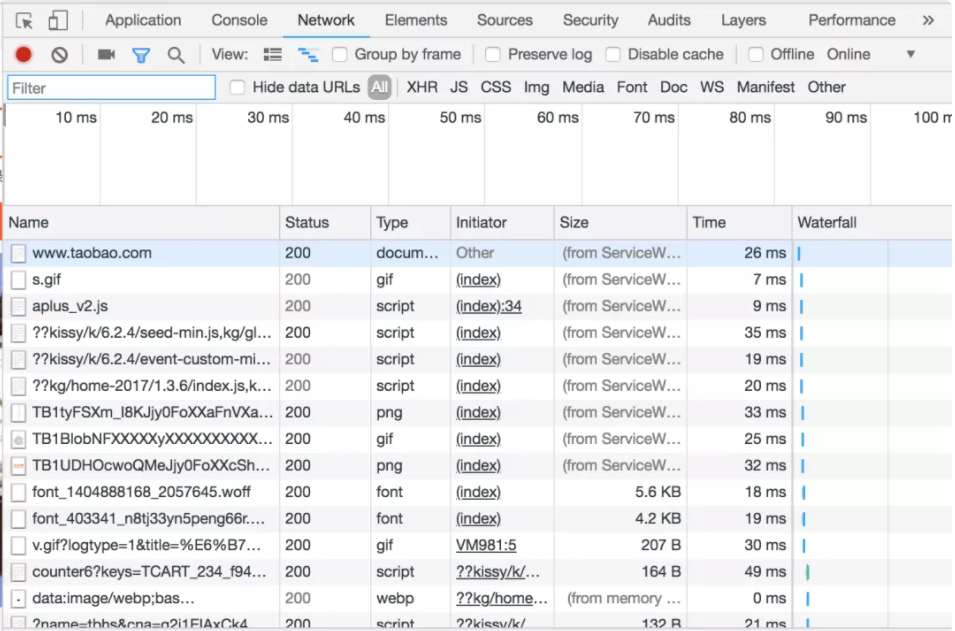 Application Console Network Elements Sources Security Audits Layers Performance »
View: Group by frame Preserve log Disable cache Offline Online ▼
Filter Hide data URLs All XHR JS CSS Img Media Font Doc WS Manifest Other
10 ms 20 ms 30 ms 40 ms 50 ms 60 ms 70 ms 80 ms 90 ms 100 m
Name Status Type Initiator Size Time Waterfall
www.taobao.com 200 docum... Other (from ServiceW... 26 ms
s.gif 200 gif (index) (from ServiceW... 7 ms
aplus_v2.js 200 script (index):34 (from ServiceW... 9 ms
??kissy/k/6.2.4/seed-min.js,kg/gl... 200 script (index) (from ServiceW... 35 ms
??kissy/k/6.2.4/event-custom-mi... 200 script (index) (from ServiceW... 19 ms
??kg/home-2017/1.3.6/index.js,k... 200 script (index) (from ServiceW... 20 ms
TB1tyFSXm_I8KJjy0FoXXaFnVXa... 200 png (index) (from ServiceW... 33 ms
TB1BlobNFXXXXXyXXXXXXXXXX... 200 gif (index) (from ServiceW... 25 ms
TB1UDHOcwoQMeJjy0FoXXcSh... 200 png (index) (from ServiceW... 32 ms
font_1404888168_2057645.woff 200 font (index) 5.6 KB 18 ms
font_403341_n8tj33yn5peng66r.... 200 font (index) 4.2 KB 19 ms
v.gif?logtype=1&title=%E6%B7... 200 gif VM981:5 207 B 30 ms
counter6?keys=TCART_234_f94... 200 script ??kissy/k/... 164 B 49 ms
data:image/webp;bas... 200 webp ??kg/home... (from memory ... 0 ms
?name=tbhs&cna=g2j1ElAxCk4 200 script ??kissy/k/ 132 B 21 ms